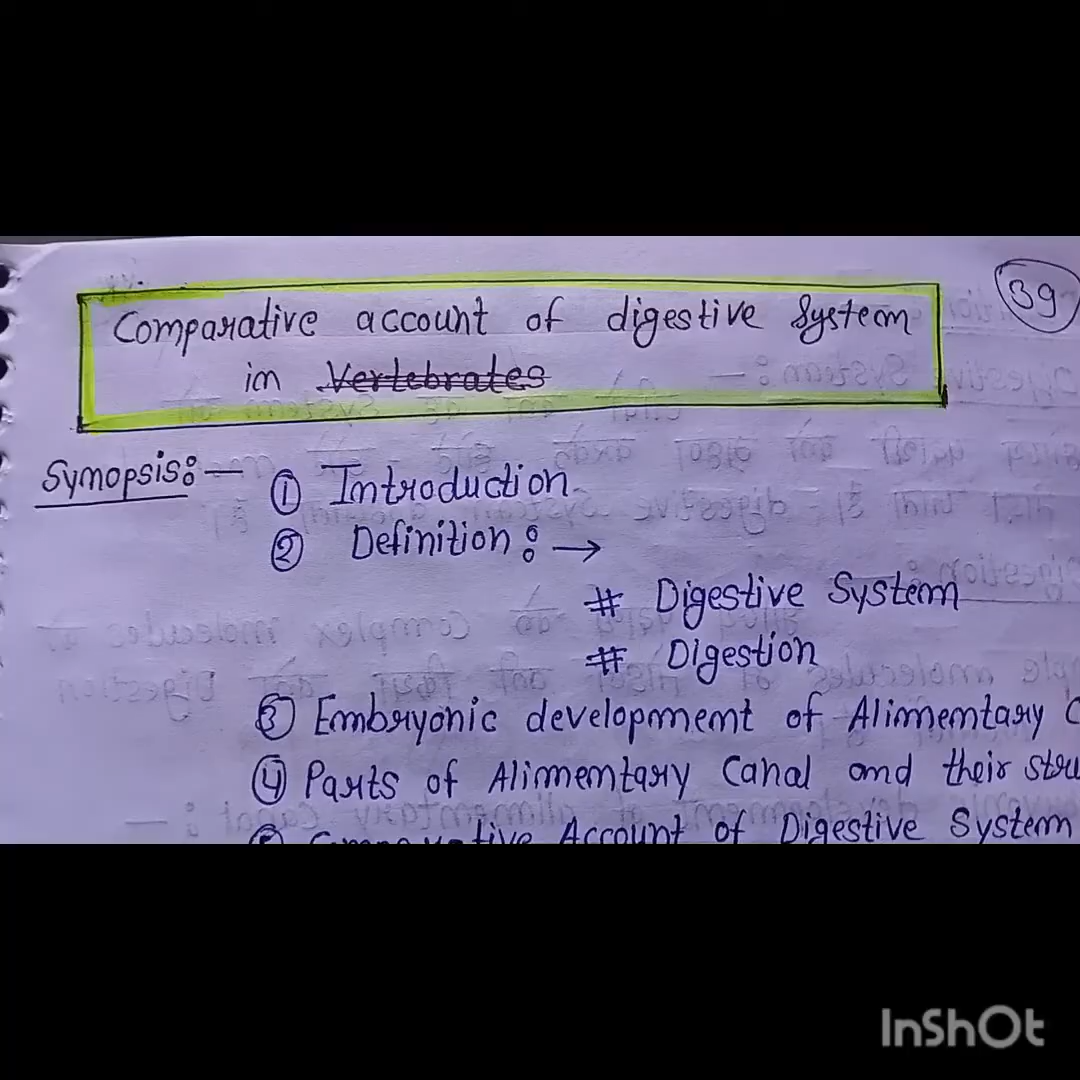 Comparative account of digestive System
in Vertebrates
39
Synopsis:—
① Introduction.
② Definition: →
# Digestive System
# Digestion
③ Embryonic development of Alimentary C
④ Parts of Alimentary Canal and their stru
Account of Digestive System
InShOt